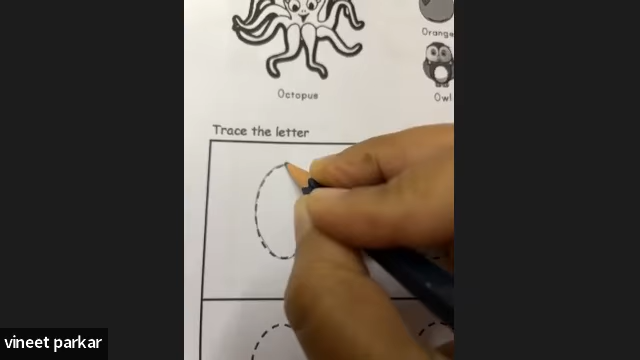 Orange
Octopus
Owl
Trace the letter
vineet parkar